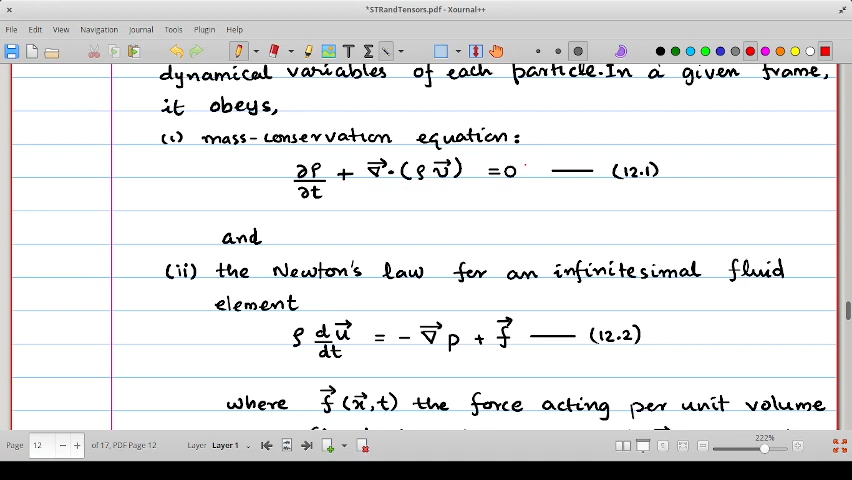 *STRandTensors.pdf - Xournal++
File Edit View Navigation Journal Tools Plugin Help
dynamical variables of each particle. In a given frame,
it obeys,
(i) mass-conservation equation:
∂ρ/∂t + ∇⃗·(ρ v⃗) = 0 —— (12.1)
and
(ii) the Newton's law for an infinitesimal fluid
element
ρ d/dt u⃗ = - ∇⃗ p + f⃗ —— (12.2)
where f⃗(x⃗,t) the force acting per unit volume
Page 12 of 17, PDF Page 12 Layer Layer 1 222%